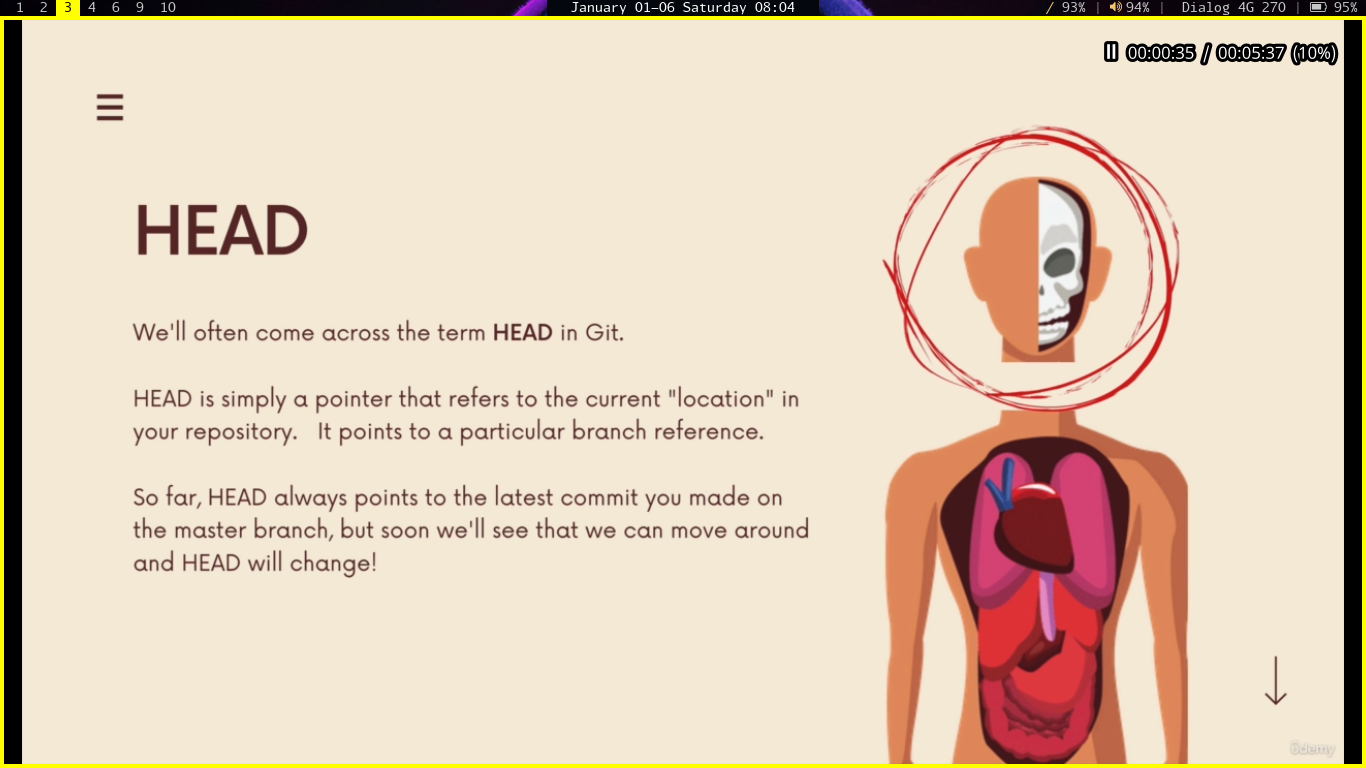 1 2 3 4 6 9 10 January 01-06 Saturday 08:04 / 93% | 94% | Dialog 4G 270 | 95%
00:00:35 / 00:05:37 (10%)
HEAD
We'll often come across the term HEAD in Git.
HEAD is simply a pointer that refers to the current "location" in
your repository. It points to a particular branch reference.
So far, HEAD always points to the latest commit you made on
the master branch, but soon we'll see that we can move around
and HEAD will change!
ûdemy